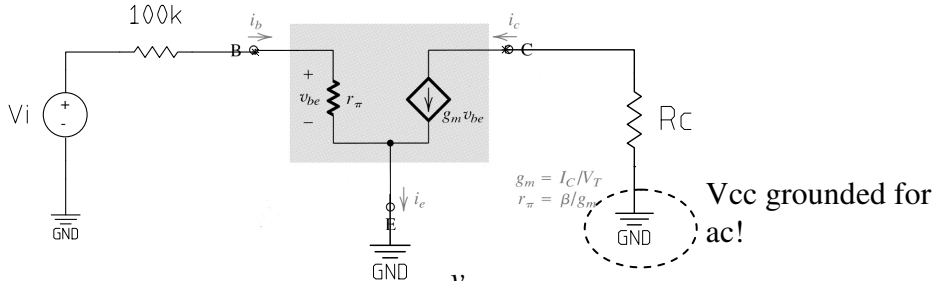 100k
i_b
i_c
B
C
+
v_be
−
r_π
g_m v_be
Vi
+
-
Rc
i_e
E
g_m = I_C/V_T
r_π = β/g_m
Vcc grounded for
ac!
GND
GND
GND
v